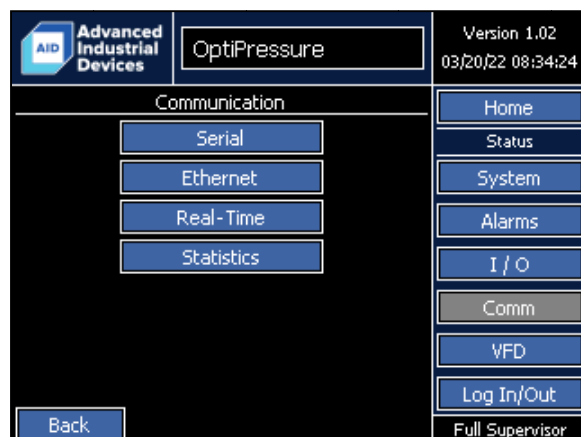 AID
Advanced
Industrial
Devices
OptiPressure
Version 1.02
03/20/22 08:34:24
Communication
Serial
Ethernet
Real-Time
Statistics
Back
Home
Status
System
Alarms
I / O
Comm
VFD
Log In/Out
Full Supervisor